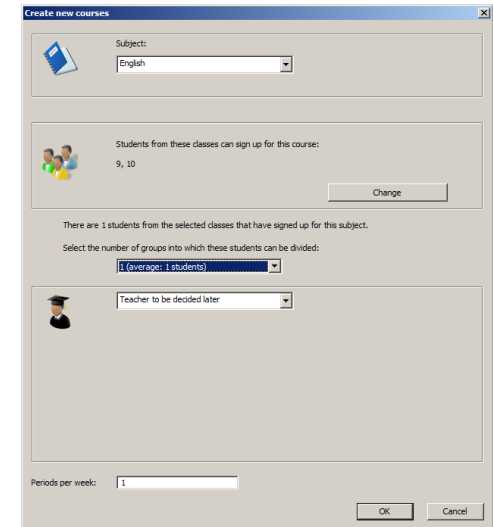 Create new courses
Subject:
English
Students from these classes can sign up for this course:
9, 10
Change
There are 1 students from the selected classes that have signed up for this subject.
Select the number of groups into which these students can be divided:
1 (average: 1 students)
Teacher to be decided later
Periods per week:
1
OK
Cancel